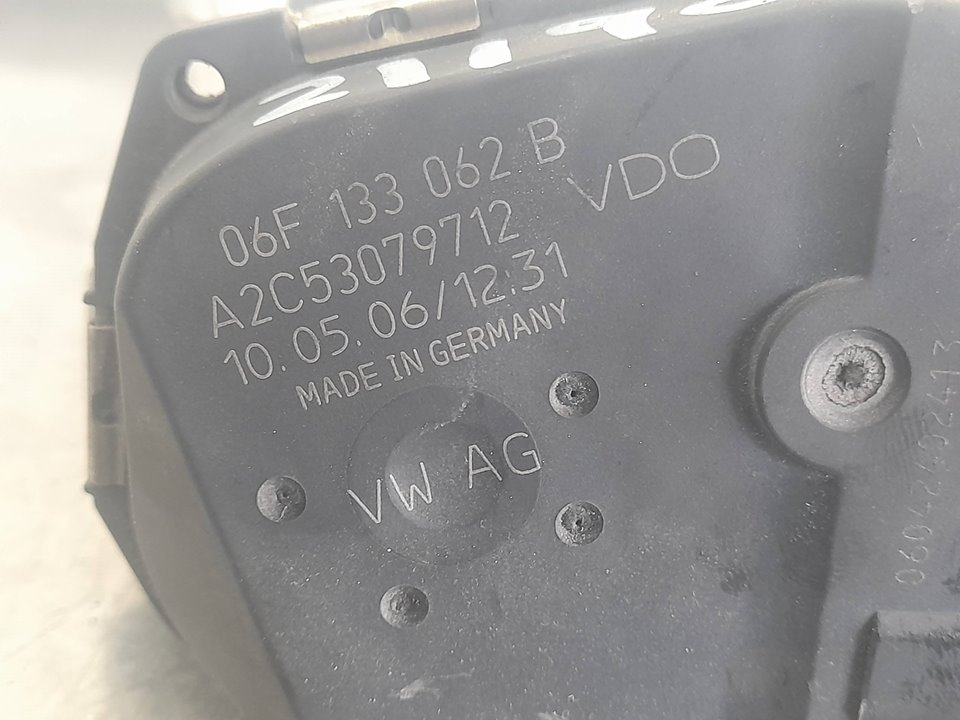 06F 133 062 B
VDO
A2C53079712
10.05.06/12:31
MADE IN GERMANY
VW AG